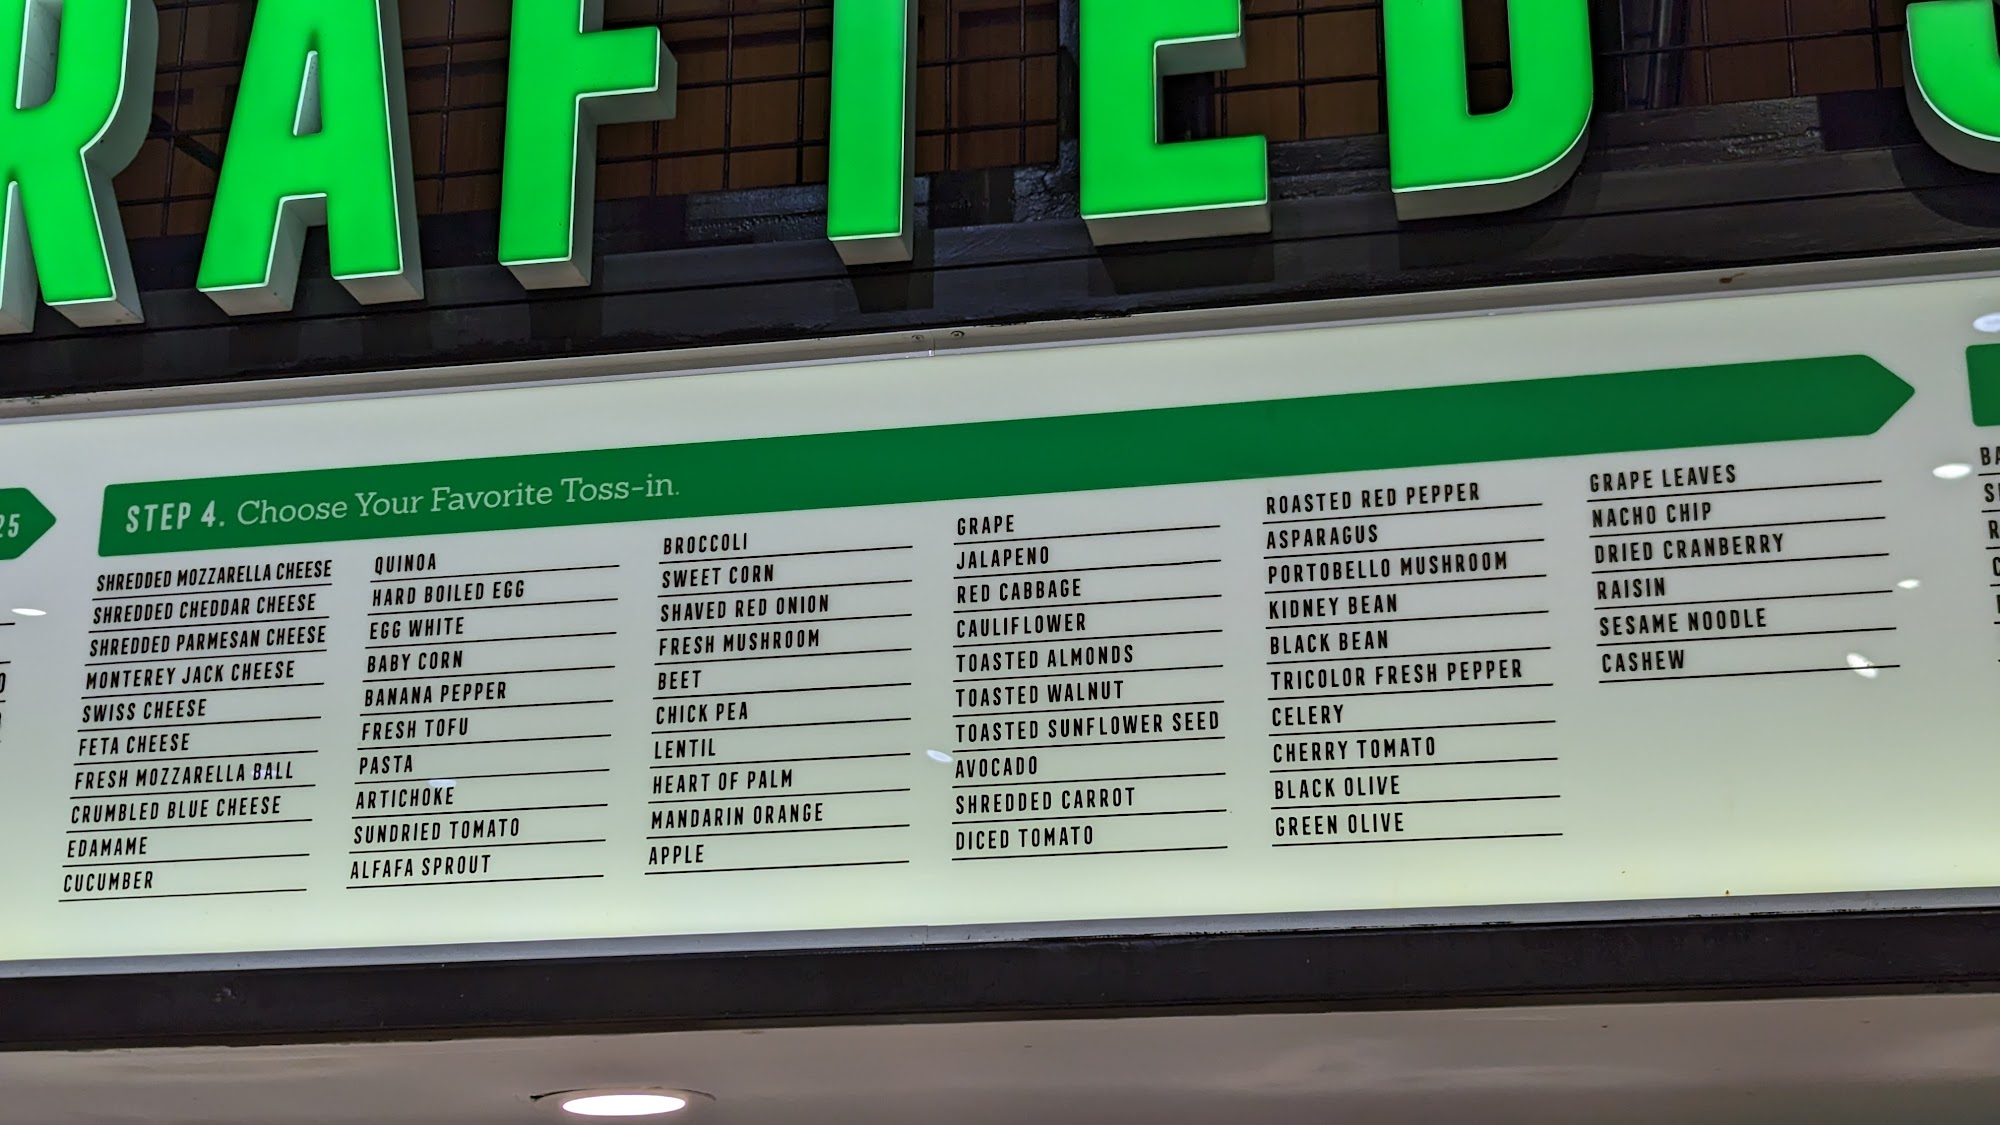 RAFTED S
25
STEP 4. Choose Your Favorite Toss-in.
SHREDDED MOZZARELLA CHEESE
SHREDDED CHEDDAR CHEESE
SHREDDED PARMESAN CHEESE
MONTEREY JACK CHEESE
SWISS CHEESE
FETA CHEESE
FRESH MOZZARELLA BALL
CRUMBLED BLUE CHEESE
EDAMAME
CUCUMBER
QUINOA
HARD BOILED EGG
EGG WHITE
BABY CORN
BANANA PEPPER
FRESH TOFU
PASTA
ARTICHOKE
SUNDRIED TOMATO
ALFAFA SPROUT
BROCCOLI
SWEET CORN
SHAVED RED ONION
FRESH MUSHROOM
BEET
CHICK PEA
LENTIL
HEART OF PALM
MANDARIN ORANGE
APPLE
GRAPE
JALAPENO
RED CABBAGE
CAULIFLOWER
TOASTED ALMONDS
TOASTED WALNUT
TOASTED SUNFLOWER SEED
AVOCADO
SHREDDED CARROT
DICED TOMATO
ROASTED RED PEPPER
ASPARAGUS
PORTOBELLO MUSHROOM
KIDNEY BEAN
BLACK BEAN
TRICOLOR FRESH PEPPER
CELERY
CHERRY TOMATO
BLACK OLIVE
GREEN OLIVE
GRAPE LEAVES
NACHO CHIP
DRIED CRANBERRY
RAISIN
SESAME NOODLE
CASHEW